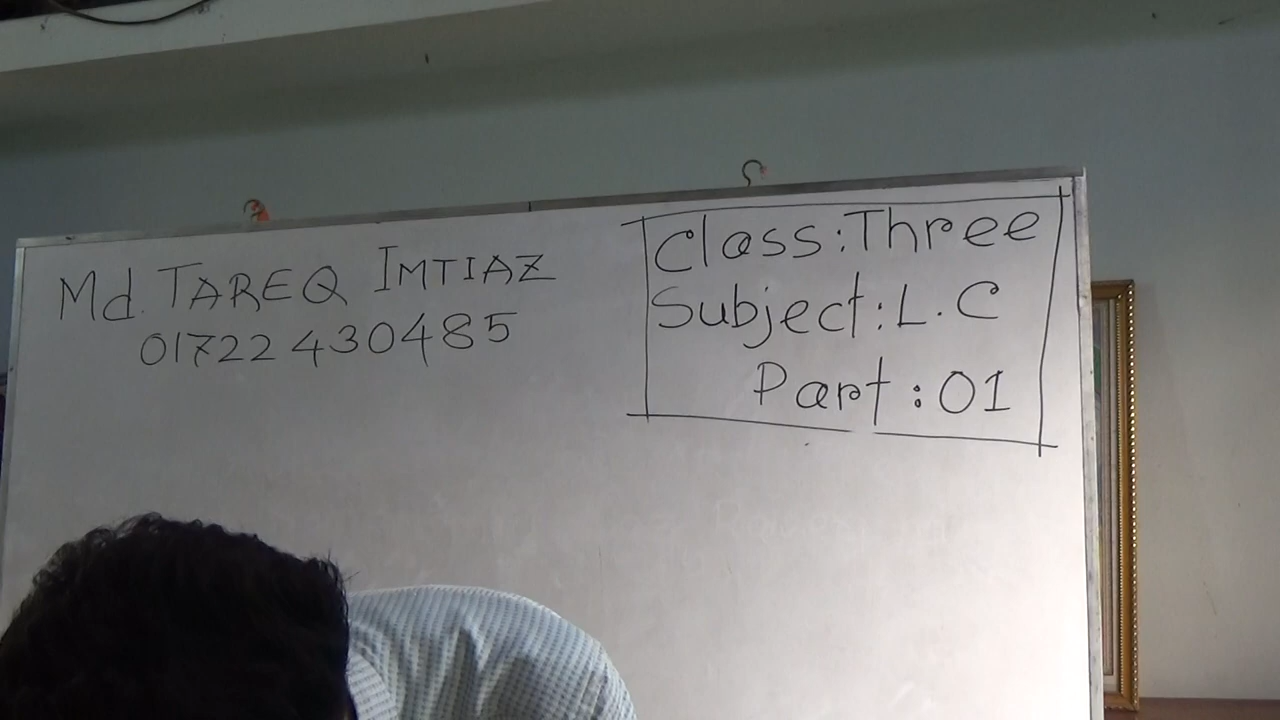 Md. TAREQ IMTIAZ
01722430485
Class:Three
Subject:L.C
Part:01